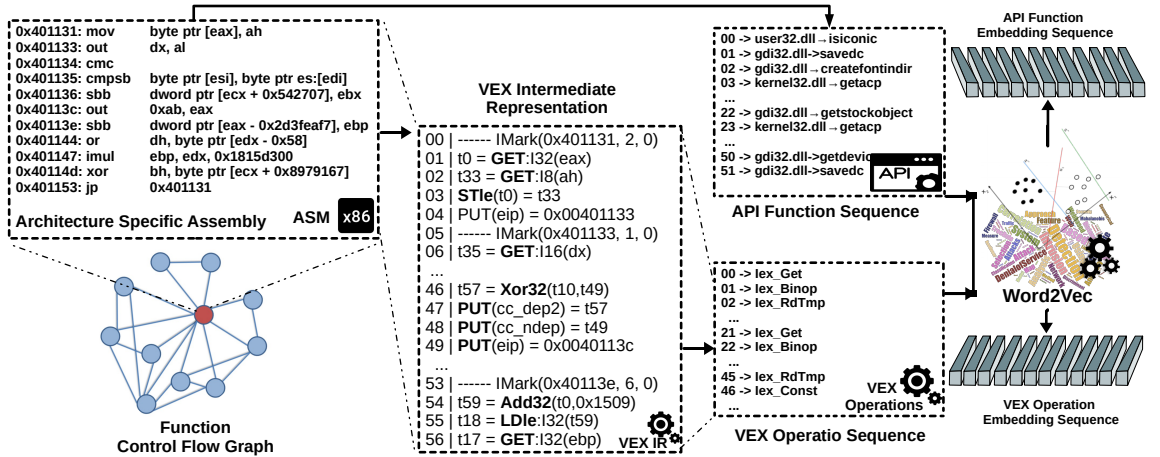 0x401131: mov byte ptr [eax], ah
0x401133: out dx, al
0x401134: cmc
0x401135: cmpsb byte ptr [esi], byte ptr es:[edi]
0x401136: sbb dword ptr [ecx + 0x542707], ebx
0x40113c: out 0xab, eax
0x40113e: sbb dword ptr [eax - 0x2d3feaf7], ebp
0x401144: or dh, byte ptr [edx - 0x58]
0x401147: imul ebp, edx, 0x1815d300
0x40114d: xor bh, byte ptr [ecx + 0x8979167]
0x401153: jp 0x401131
Architecture Specific Assembly
ASM
x86
Function
Control Flow Graph
VEX Intermediate
Representation
00 | ------ IMark(0x401131, 2, 0)
01 | t0 = GET:I32(eax)
02 | t33 = GET:I8(ah)
03 | STle(t0) = t33
04 | PUT(eip) = 0x00401133
05 | ------ IMark(0x401133, 1, 0)
06 | t35 = GET:I16(dx)
...
46 | t57 = Xor32(t10,t49)
47 | PUT(cc_dep2) = t57
48 | PUT(cc_ndep) = t49
49 | PUT(eip) = 0x0040113c
...
53 | ------ IMark(0x40113e, 6, 0)
54 | t59 = Add32(t0,0x1509)
55 | t18 = LDle:I32(t59)
56 | t17 = GET:I32(ebp)
VEX IR
00 -> user32.dll→isiconic
01 -> gdi32.dll->savedc
02 -> gdi32.dll→createfontindir
03 -> kernel32.dll→getacp
...
22 -> gdi32.dll→getstockobject
23 -> kernel32.dll→getacp
...
50 -> gdi32.dll->getdevic
51 -> gdi32.dll->savedc
API
API Function Sequence
00 -> Iex_Get
01 -> Iex_Binop
02 -> Iex_RdTmp
...
21 -> Iex_Get
22 -> Iex_Binop
...
45 -> Iex_RdTmp
46 -> Iex_Const
...
VEX
Operations
VEX Operatio Sequence
API Function
Embedding Sequence
Firewall
Approach
Feature
DenialofService
Network
Word2Vec
VEX Operation
Embedding Sequence